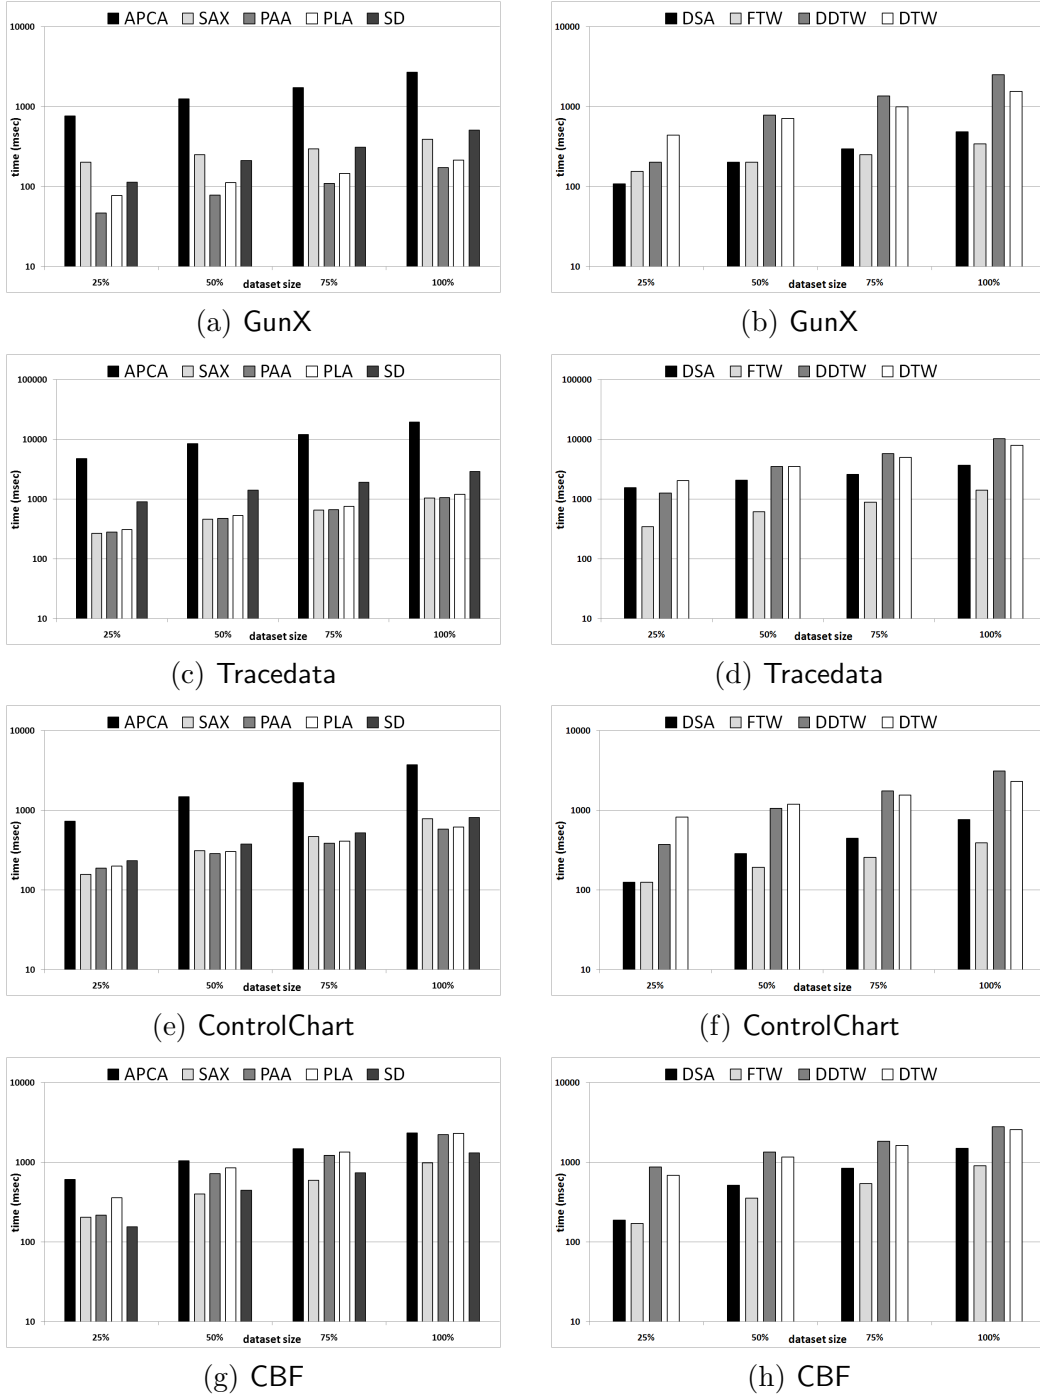 APCA SAX PAA PLA SD
10000
1000
100
10
time (msec)
25% 50% 75% 100%
dataset size
(a) GunX
DSA FTW DDTW DTW
10000
1000
100
10
time (msec)
25% 50% 75% 100%
dataset size
(b) GunX
APCA SAX PAA PLA SD
100000
10000
1000
100
10
time (msec)
25% 50% 75% 100%
dataset size
(c) Tracedata
DSA FTW DDTW DTW
100000
10000
1000
100
10
time (msec)
25% 50% 75% 100%
dataset size
(d) Tracedata
APCA SAX PAA PLA SD
10000
1000
100
10
time (msec)
25% 50% 75% 100%
dataset size
(e) ControlChart
DSA FTW DDTW DTW
10000
1000
100
10
time (msec)
25% 50% 75% 100%
dataset size
(f) ControlChart
APCA SAX PAA PLA SD
10000
1000
100
10
time (msec)
25% 50% 75% 100%
dataset size
(g) CBF
DSA FTW DDTW DTW
10000
1000
100
10
time (msec)
25% 50% 75% 100%
dataset size
(h) CBF